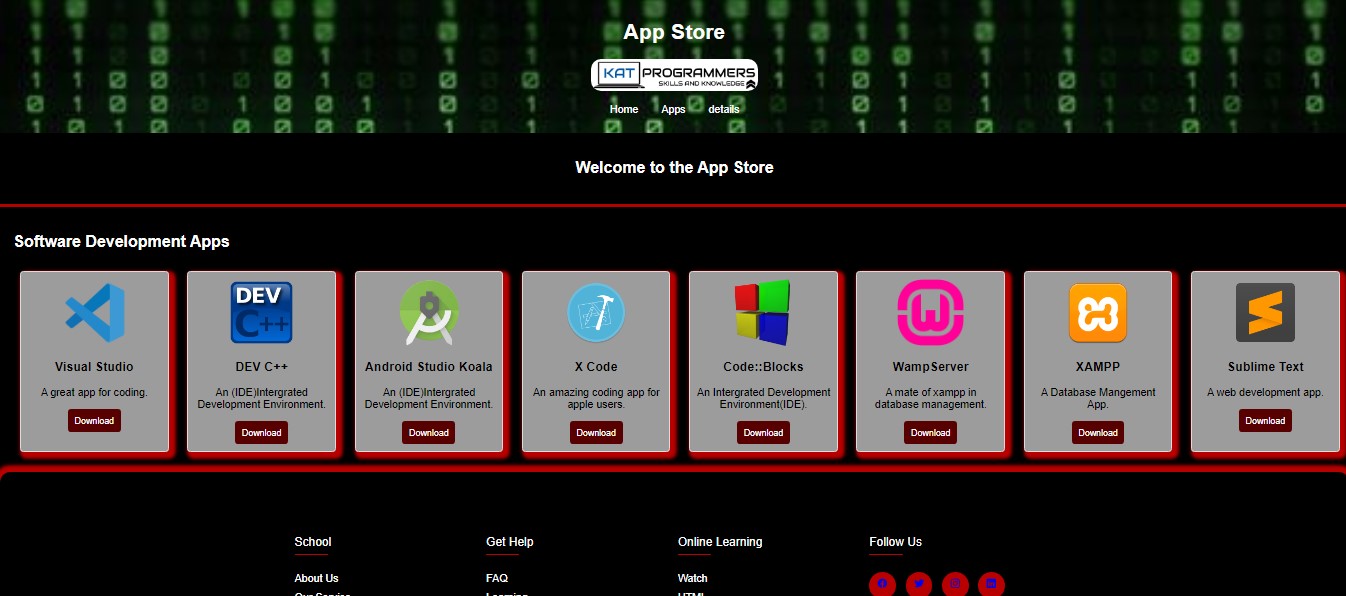 App Store
KAT PROGRAMMERS
SKILLS AND KNOWLEDGE
Home Apps details
Welcome to the App Store
Software Development Apps
DEV
C++
Visual Studio
A great app for coding.
Download
DEV C++
An (IDE)Intergrated
Development Environment.
Download
Android Studio Koala
An (IDE)Intergrated
Development Environment.
Download
X Code
An amazing coding app for
apple users.
Download
Code::Blocks
An Intergrated Development
Environment(IDE).
Download
WampServer
A mate of xampp in
database management.
Download
XAMPP
A Database Mangement
App.
Download
Sublime Text
A web development app.
Download
School
About Us
Our Service
Get Help
FAQ
Learning
Online Learning
Watch
HTML
Follow Us